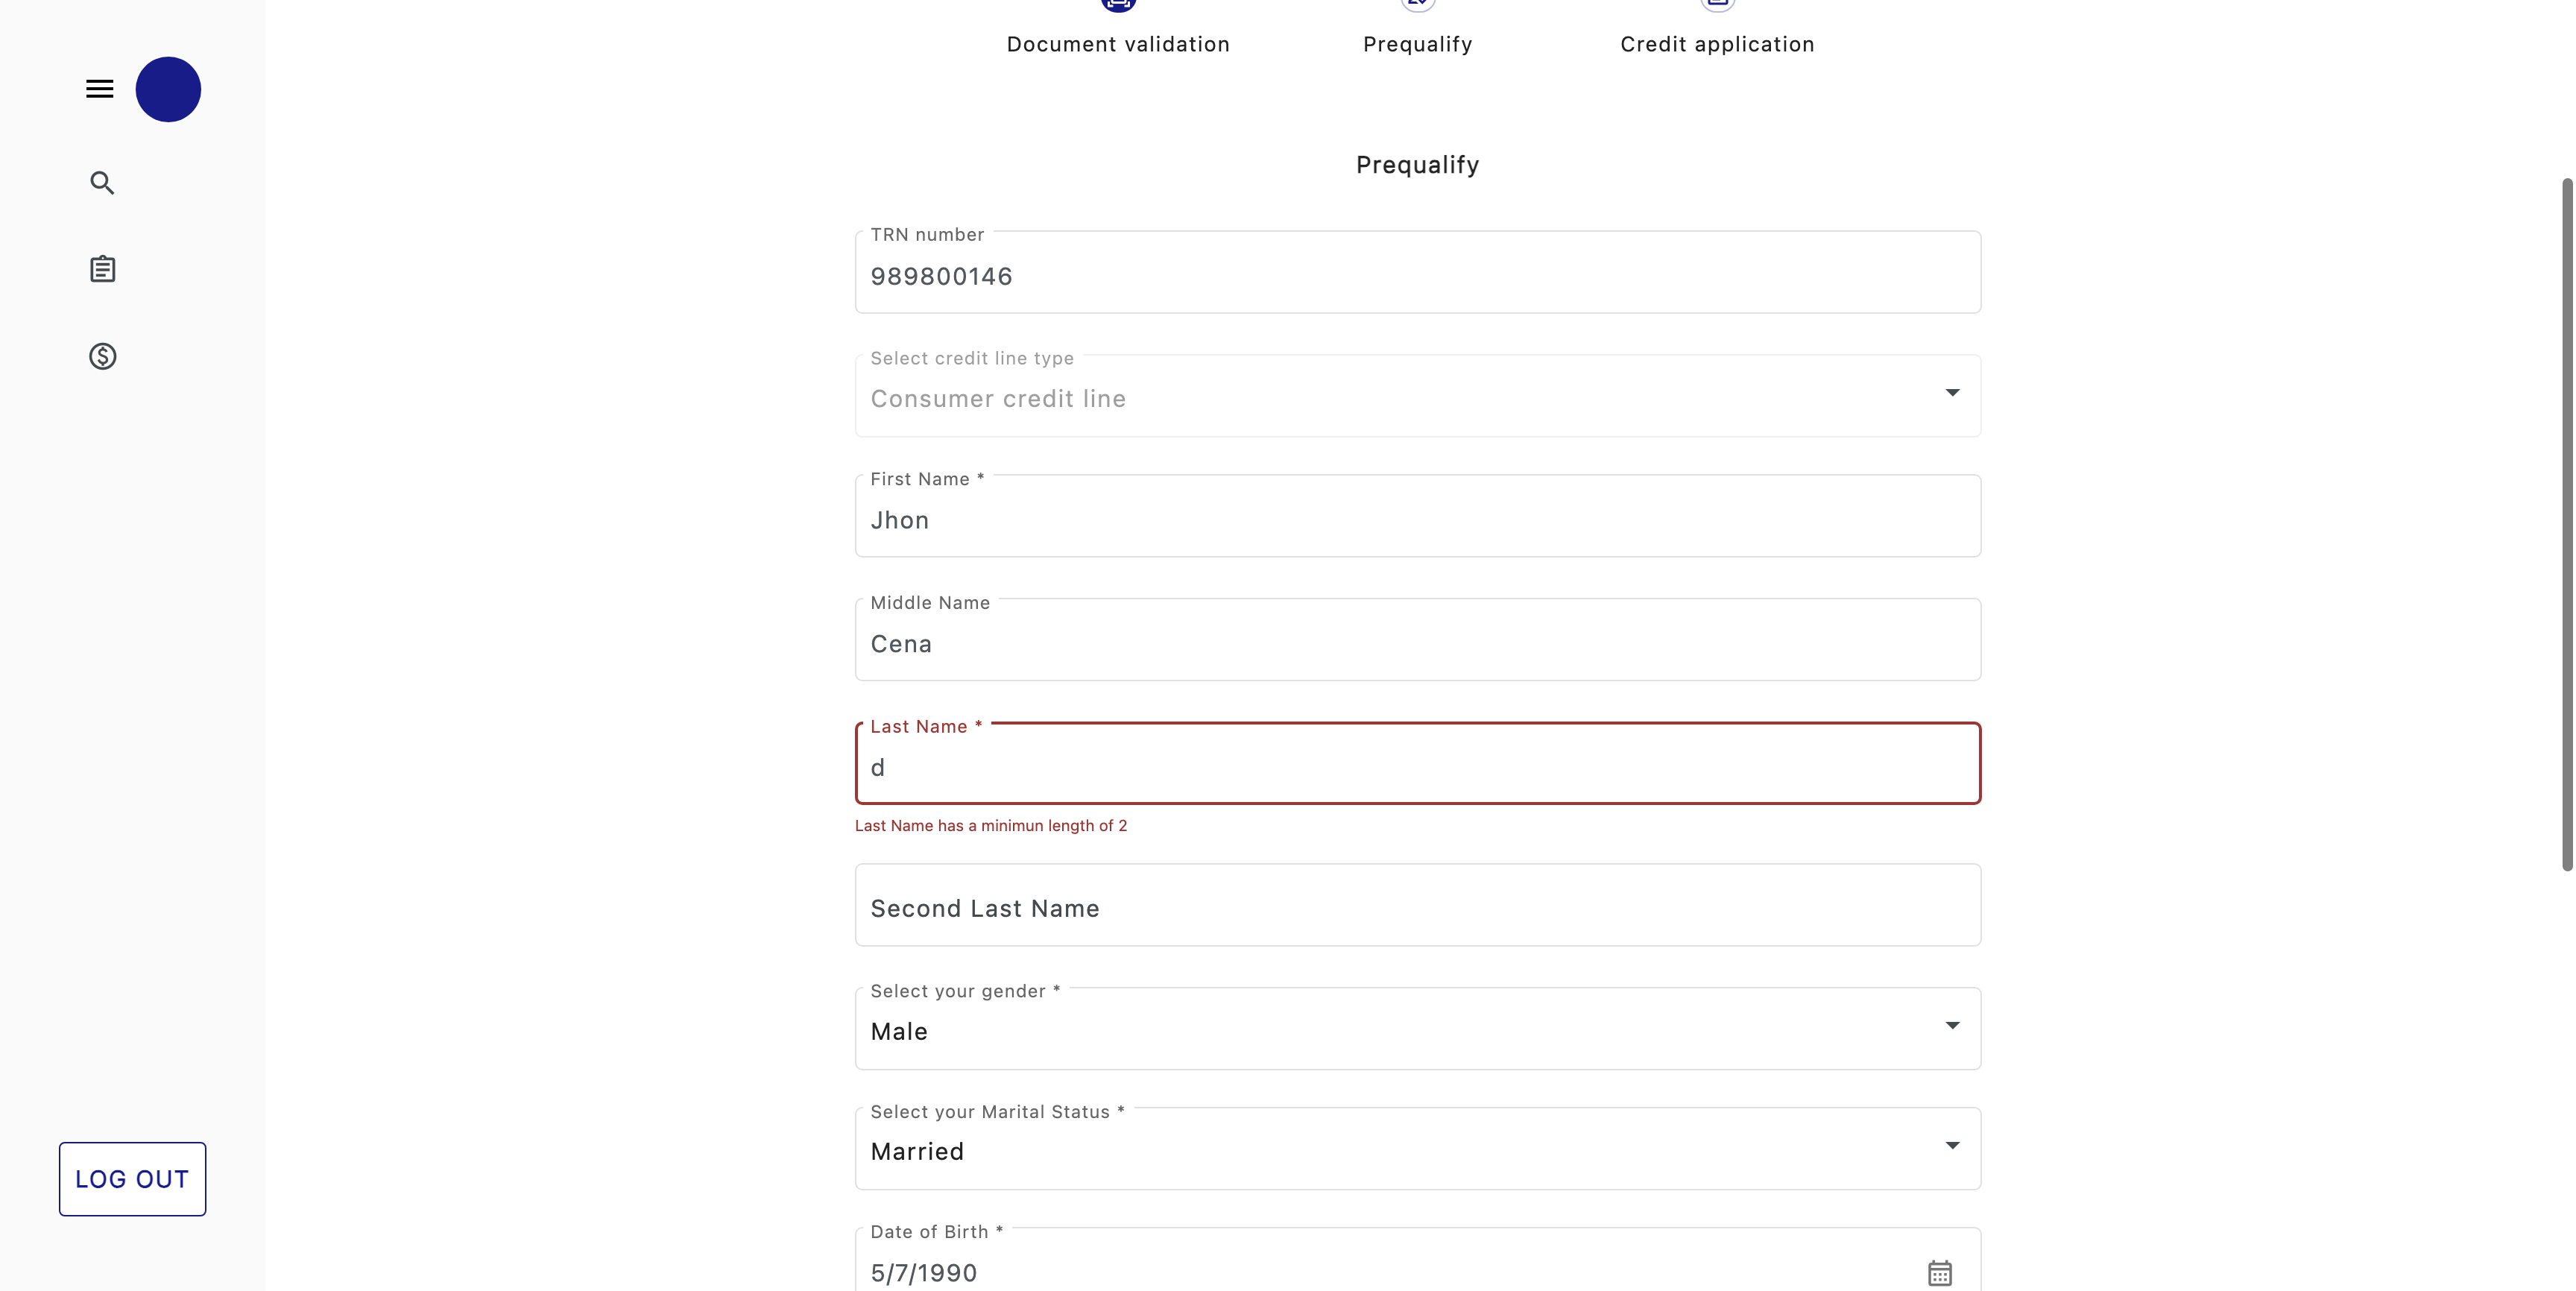 Document validation
Prequalify
Credit application
Prequalify
TRN number
989800146
Select credit line type
Consumer credit line
First Name *
Jhon
Middle Name
Cena
Last Name *
d
Last Name has a minimun length of 2
Second Last Name
Select your gender *
Male
Select your Marital Status *
Married
Date of Birth *
5/7/1990
LOG OUT